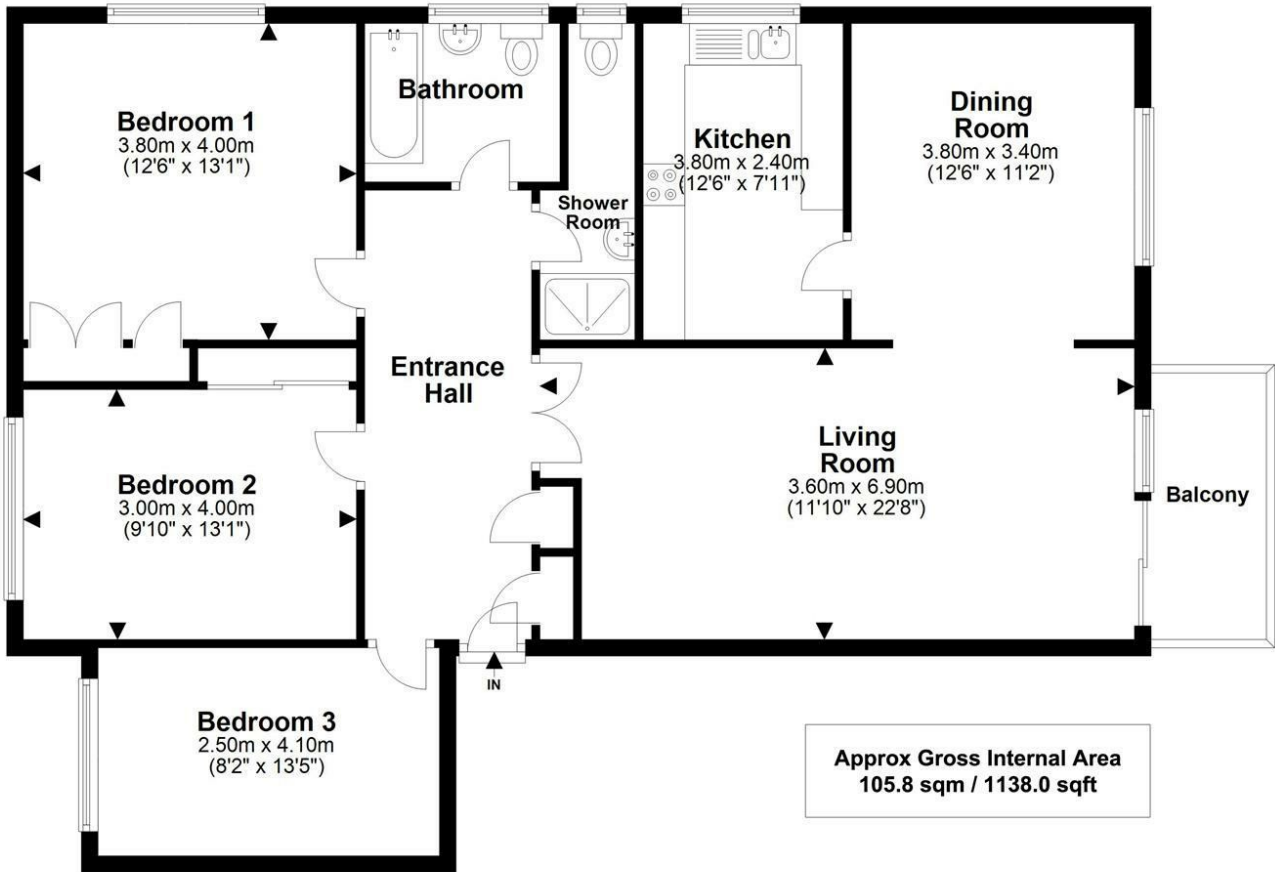 Bedroom 1
3.80m x 4.00m
(12'6" x 13'1")
Bathroom
Shower
Room
Kitchen
3.80m x 2.40m
(12'6" x 7'11")
Dining
Room
3.80m x 3.40m
(12'6" x 11'2")
Entrance
Hall
Living
Room
3.60m x 6.90m
(11'10" x 22'8")
Balcony
Bedroom 2
3.00m x 4.00m
(9'10" x 13'1")
IN
Bedroom 3
2.50m x 4.10m
(8'2" x 13'5")
Approx Gross Internal Area
105.8 sqm / 1138.0 sqft